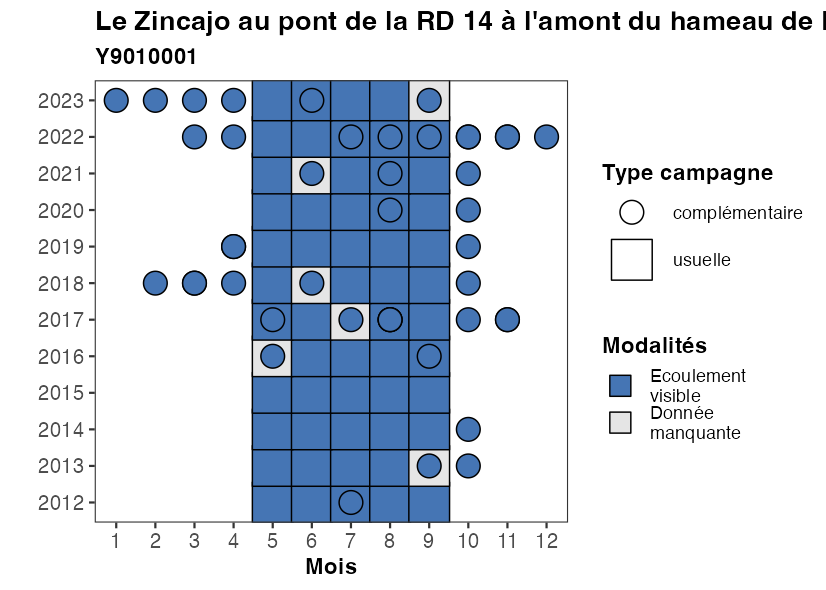 Le Zincajo au pont de la RD 14 à l'amont du hameau de
Y9010001
2023
2022
2021
2020
2019
2018
2017
2016
2015
2014
2013
2012
1 2 3 4 5 6 7 8 9 10 11 12
Mois
Type campagne
complémentaire
usuelle
Modalités
Ecoulement
visible
Donnée
manquante